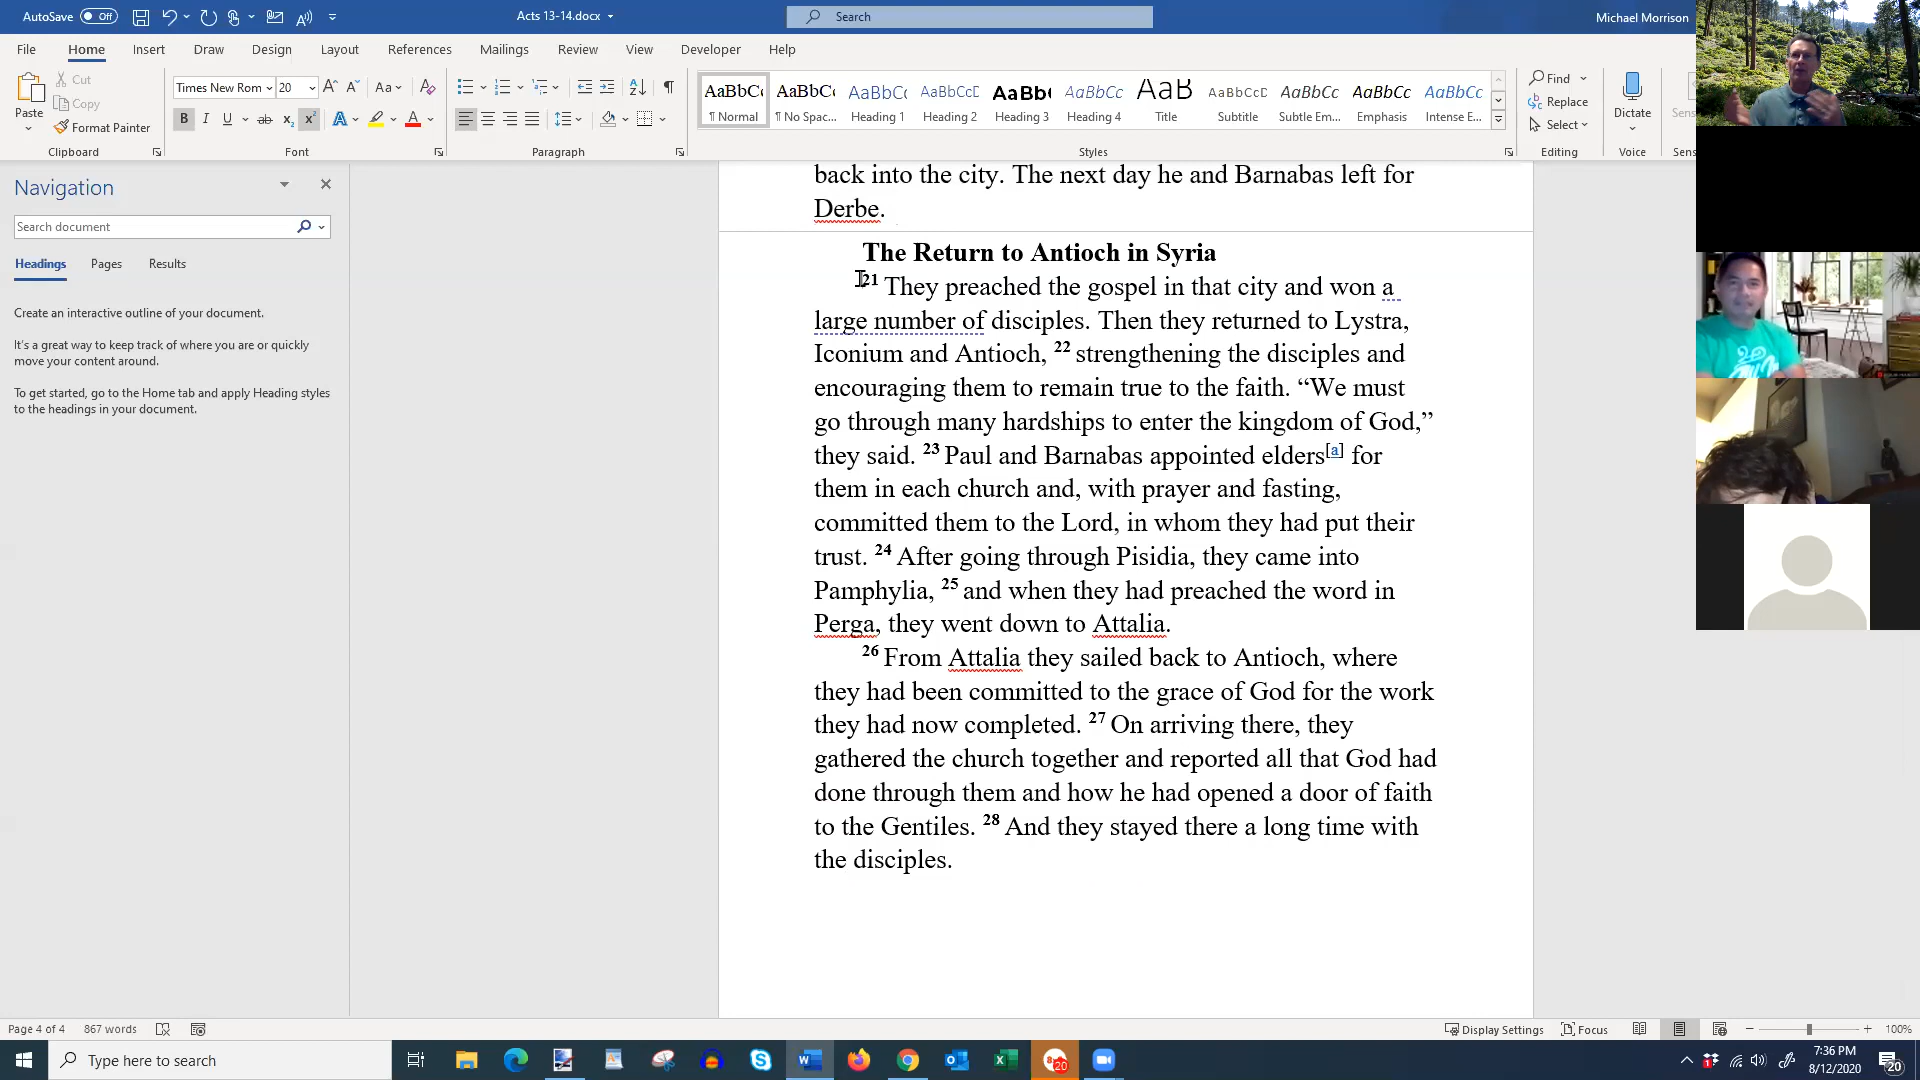 AutoSave Off Acts 13-14.docx Search Michael Morrison
File Home Insert Draw Design Layout References Mailings Review View Developer Help
Paste Cut Copy Format Painter Clipboard
Times New Rom 20 Font
Paragraph
AaBbCc ¶ Normal
AaBbCc ¶ No Spac...
AaBbCc Heading 1
AaBbCcD Heading 2
AaBbC Heading 3
AaBbCc Heading 4
AaB Title
AaBbCcD Subtitle
AaBbCc Subtle Em...
AaBbCc Emphasis
AaBbCc Intense E...
Styles
Find Replace Select Editing
Dictate Voice
Sens
Navigation
Search document
Headings Pages Results
Create an interactive outline of your document.
It's a great way to keep track of where you are or quickly
move your content around.
To get started, go to the Home tab and apply Heading styles
to the headings in your document.
back into the city. The next day he and Barnabas left for
Derbe.
The Return to Antioch in Syria
21 They preached the gospel in that city and won a
large number of disciples. Then they returned to Lystra,
Iconium and Antioch, 22 strengthening the disciples and
encouraging them to remain true to the faith. “We must
go through many hardships to enter the kingdom of God,”
they said. 23 Paul and Barnabas appointed elders[a] for
them in each church and, with prayer and fasting,
committed them to the Lord, in whom they had put their
trust. 24 After going through Pisidia, they came into
Pamphylia, 25 and when they had preached the word in
Perga, they went down to Attalia.
26 From Attalia they sailed back to Antioch, where
they had been committed to the grace of God for the work
they had now completed. 27 On arriving there, they
gathered the church together and reported all that God had
done through them and how he had opened a door of faith
to the Gentiles. 28 And they stayed there a long time with
the disciples.
Page 4 of 4 867 words Display Settings Focus 100%
Type here to search 20 7:36 PM
8/12/2020 20